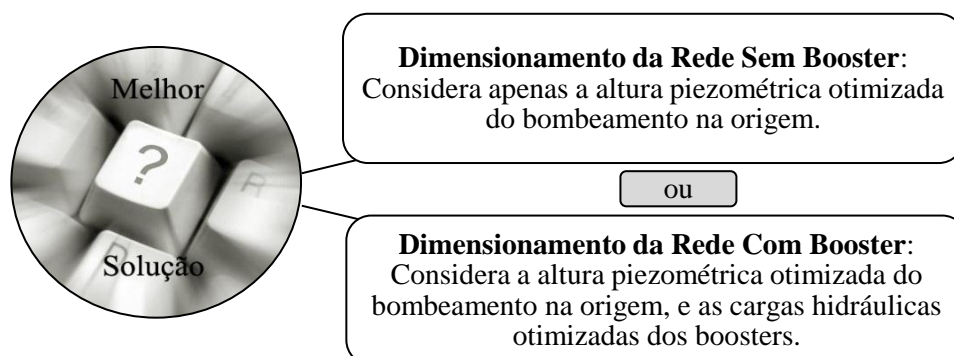 Melhor
?
R
Solução
Dimensionamento da Rede Sem Booster:
Considera apenas a altura piezométrica otimizada
do bombeamento na origem.
ou
Dimensionamento da Rede Com Booster:
Considera a altura piezométrica otimizada do
bombeamento na origem, e as cargas hidráulicas
otimizadas dos boosters.